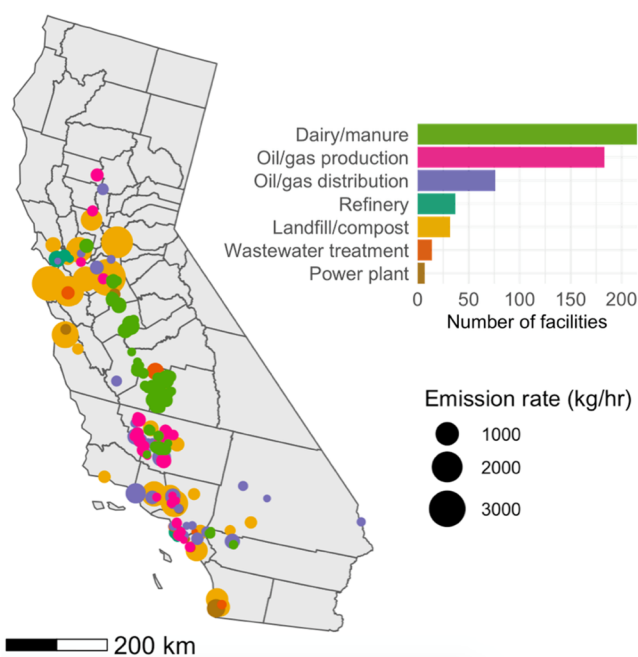 Dairy/manure
Oil/gas production
Oil/gas distribution
Refinery
Landfill/compost
Wastewater treatment
Power plant
0 50 100 150 200
Number of facilities
Emission rate (kg/hr)
1000
2000
3000
200 km